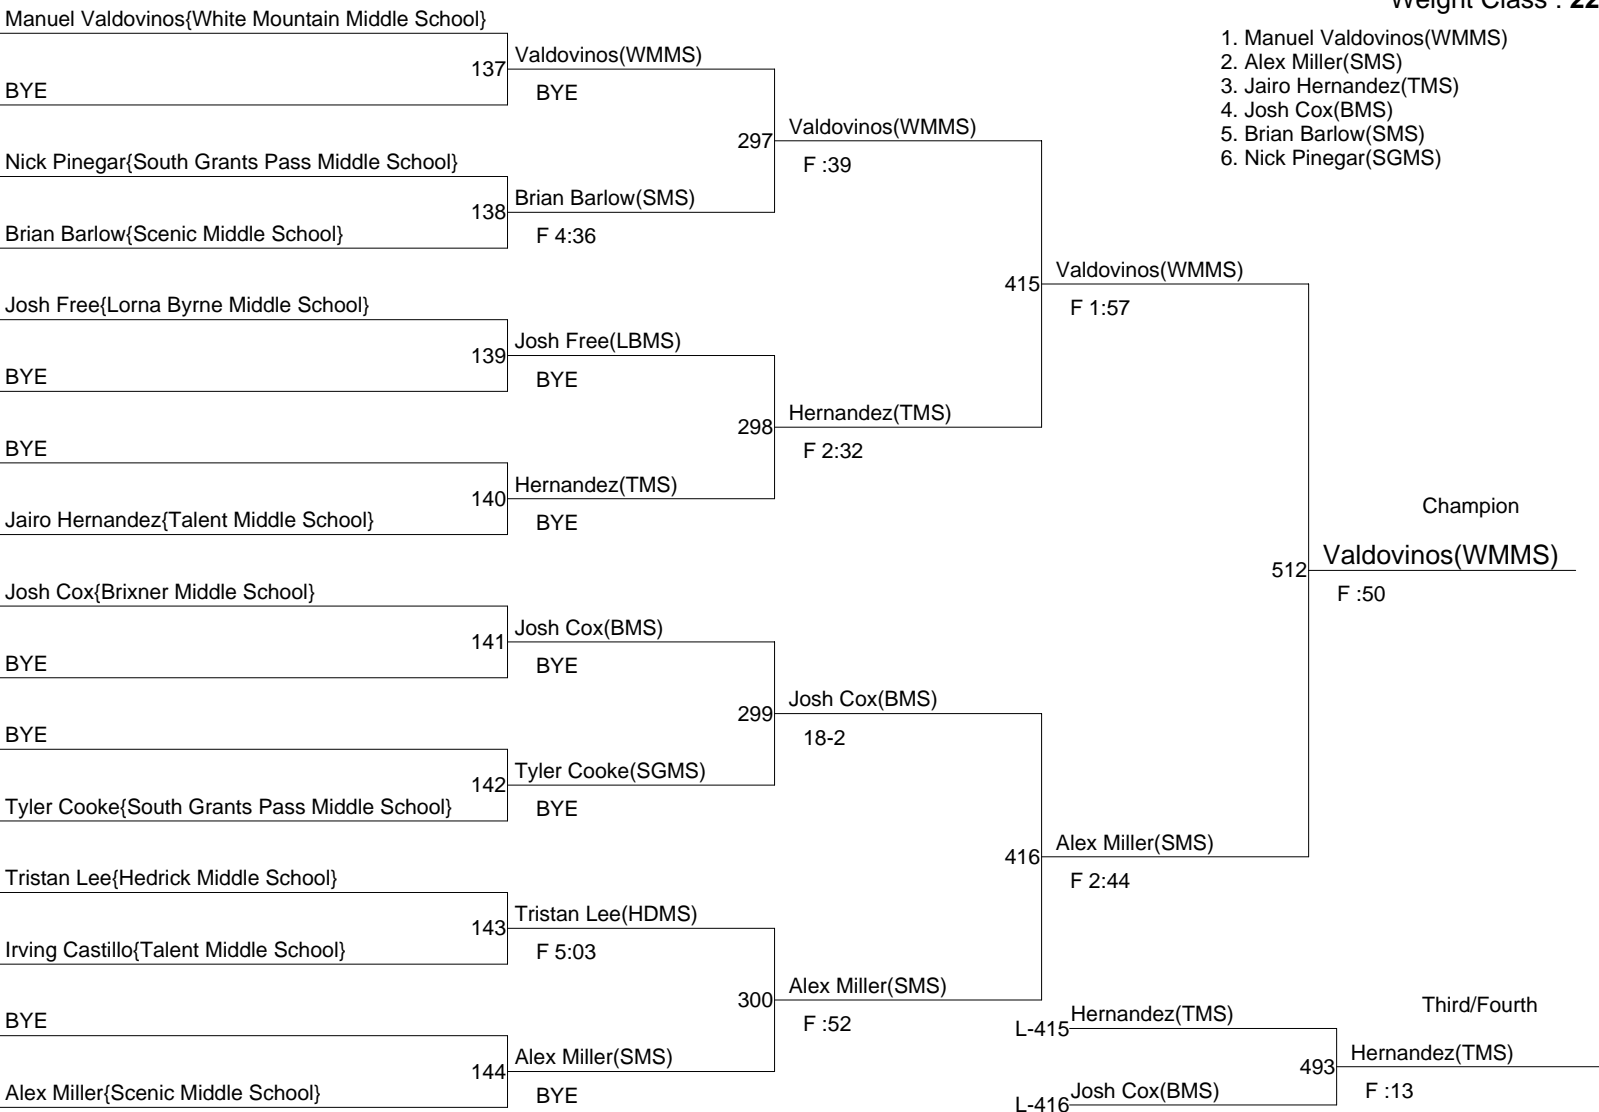 Weight Class : 22
1. Manuel Valdovinos(WMMS)
2. Alex Miller(SMS)
3. Jairo Hernandez(TMS)
4. Josh Cox(BMS)
5. Brian Barlow(SMS)
6. Nick Pinegar(SGMS)
Manuel Valdovinos{White Mountain Middle School}
BYE
Nick Pinegar{South Grants Pass Middle School}
Brian Barlow{Scenic Middle School}
Josh Free{Lorna Byrne Middle School}
BYE
BYE
Jairo Hernandez{Talent Middle School}
Josh Cox{Brixner Middle School}
BYE
BYE
Tyler Cooke{South Grants Pass Middle School}
Tristan Lee{Hedrick Middle School}
Irving Castillo{Talent Middle School}
BYE
Alex Miller{Scenic Middle School}
137 Valdovinos(WMMS)
BYE
138 Brian Barlow(SMS)
F 4:36
139 Josh Free(LBMS)
BYE
140 Hernandez(TMS)
BYE
141 Josh Cox(BMS)
BYE
142 Tyler Cooke(SGMS)
BYE
143 Tristan Lee(HDMS)
F 5:03
144 Alex Miller(SMS)
BYE
297 Valdovinos(WMMS)
F :39
298 Hernandez(TMS)
F 2:32
299 Josh Cox(BMS)
18-2
300 Alex Miller(SMS)
F :52
415 Valdovinos(WMMS)
F 1:57
416 Alex Miller(SMS)
F 2:44
Champion
512 Valdovinos(WMMS)
F :50
Third/Fourth
L-415 Hernandez(TMS)
L-416 Josh Cox(BMS)
493 Hernandez(TMS)
F :13